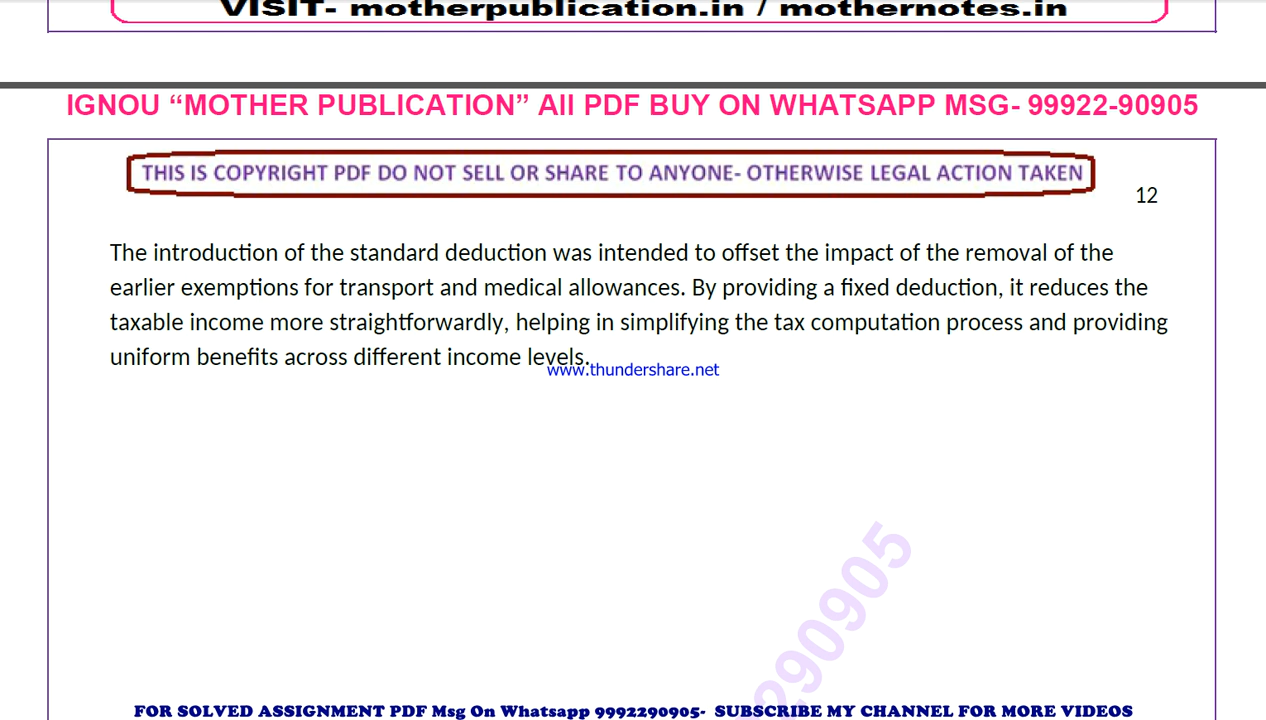 VISIT- motherpublication.in / mothernotes.in
IGNOU “MOTHER PUBLICATION” All PDF BUY ON WHATSAPP MSG- 99922-90905
THIS IS COPYRIGHT PDF DO NOT SELL OR SHARE TO ANYONE- OTHERWISE LEGAL ACTION TAKEN
12
The introduction of the standard deduction was intended to offset the impact of the removal of the
earlier exemptions for transport and medical allowances. By providing a fixed deduction, it reduces the
taxable income more straightforwardly, helping in simplifying the tax computation process and providing
uniform benefits across different income levels.
www.thundershare.net
290905
FOR SOLVED ASSIGNMENT PDF Msg On Whatsapp 9992290905- SUBSCRIBE MY CHANNEL FOR MORE VIDEOS